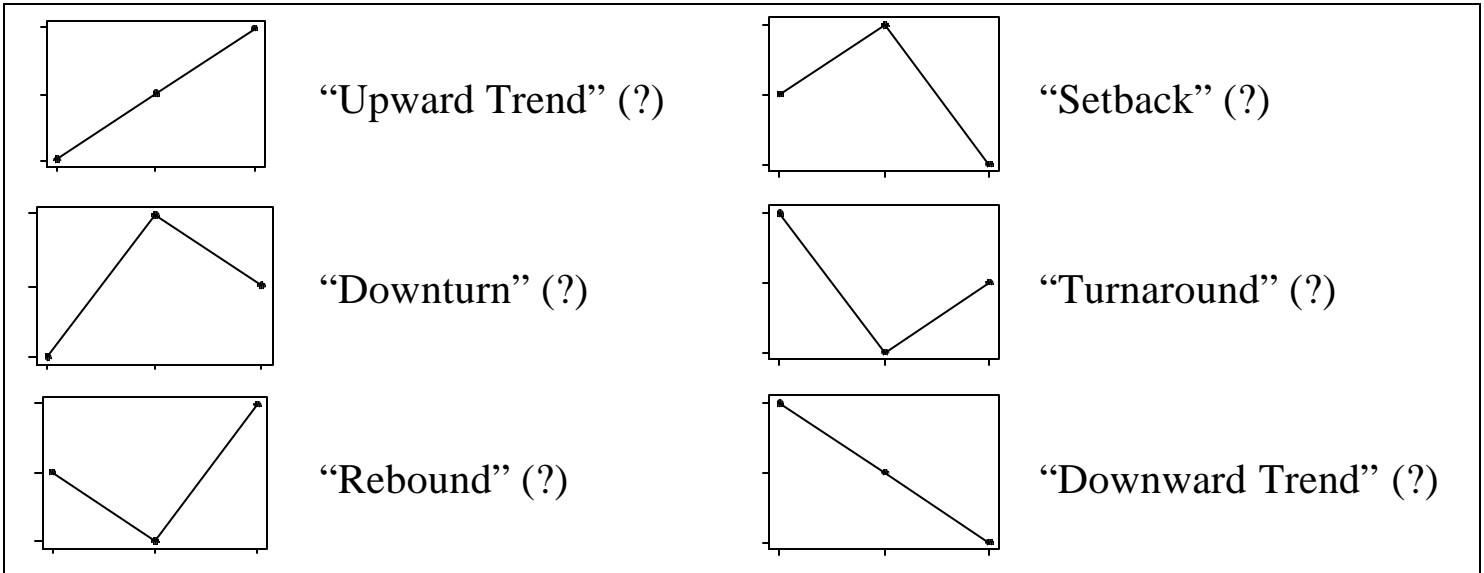 “Upward Trend” (?)
“Setback” (?)
“Downturn” (?)
“Turnaround” (?)
“Rebound” (?)
“Downward Trend” (?)